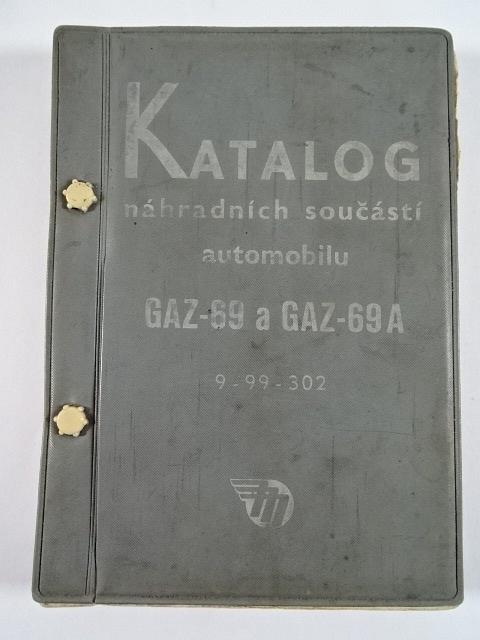 KATALOG
náhradních součástí
automobilu
GAZ-69 a GAZ-69A
9-99-302
m